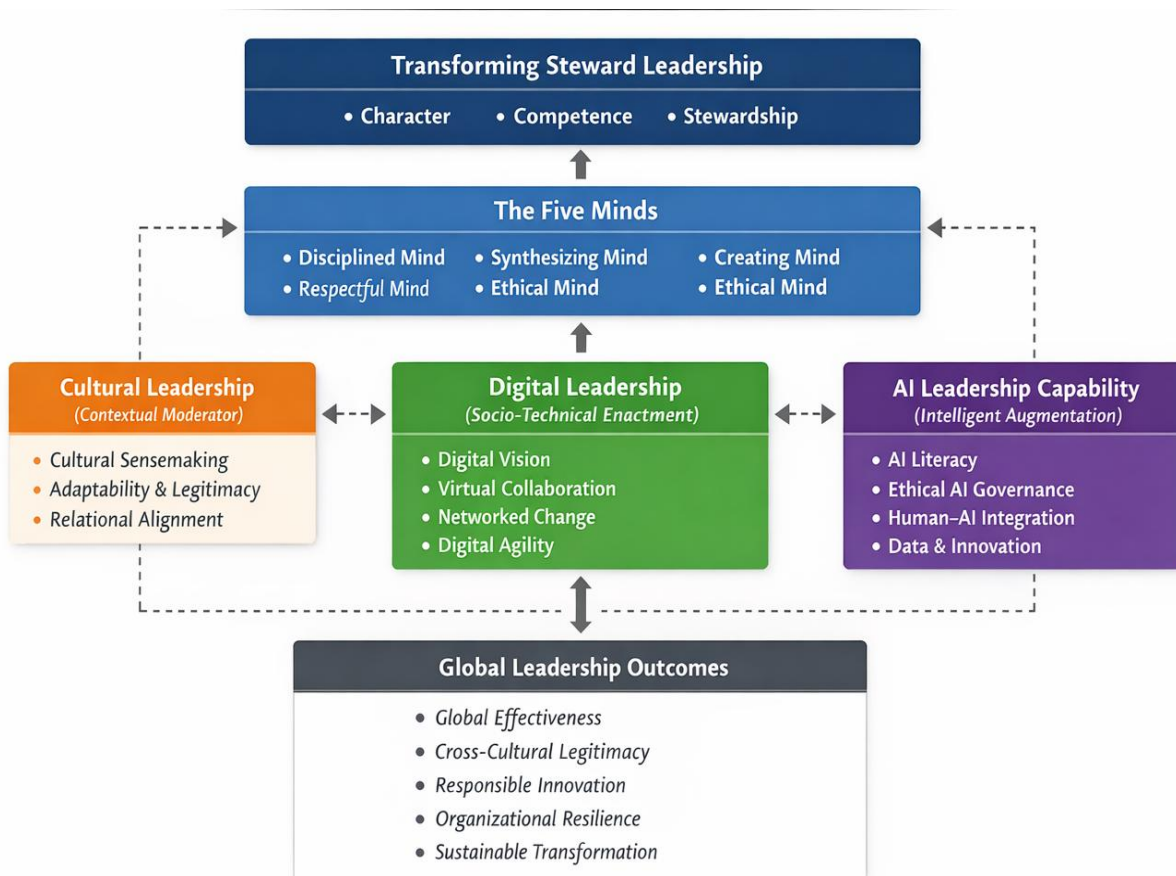 Transforming Steward Leadership
• Character • Competence • Stewardship
The Five Minds
• Disciplined Mind • Synthesizing Mind • Creating Mind
• Respectful Mind • Ethical Mind • Ethical Mind
Cultural Leadership
(Contextual Moderator)
• Cultural Sensemaking
• Adaptability & Legitimacy
• Relational Alignment
Digital Leadership
(Socio-Technical Enactment)
• Digital Vision
• Virtual Collaboration
• Networked Change
• Digital Agility
AI Leadership Capability
(Intelligent Augmentation)
• AI Literacy
• Ethical AI Governance
• Human–AI Integration
• Data & Innovation
Global Leadership Outcomes
• Global Effectiveness
• Cross-Cultural Legitimacy
• Responsible Innovation
• Organizational Resilience
• Sustainable Transformation